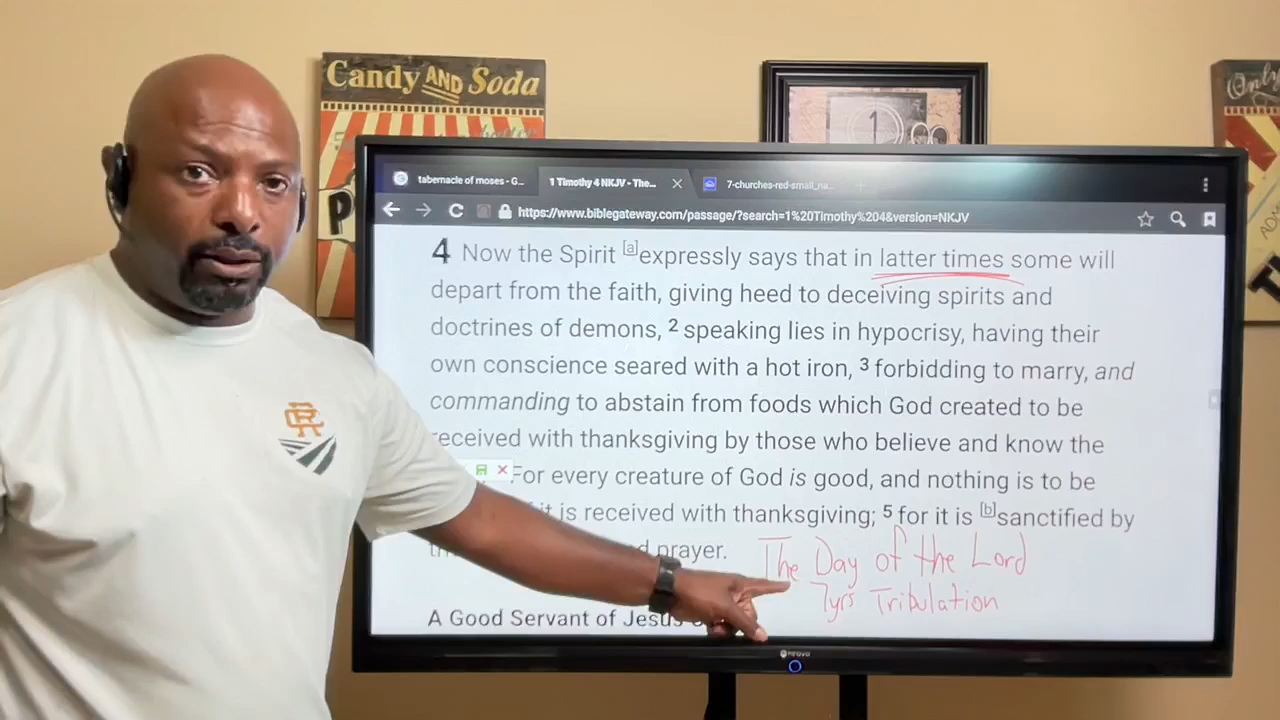 Candy AND Soda
Only
1
tabernacle of moses - G...
1 Timothy 4 NKJV - The...
7-churches-red-small_na...
https://www.biblegateway.com/passage/?search=1%20Timothy%204&version=NKJV
4 Now the Spirit [a]expressly says that in latter times some will
depart from the faith, giving heed to deceiving spirits and
doctrines of demons, 2 speaking lies in hypocrisy, having their
own conscience seared with a hot iron, 3 forbidding to marry, and
commanding to abstain from foods which God created to be
received with thanksgiving by those who believe and know the
For every creature of God is good, and nothing is to be
it is received with thanksgiving; 5 for it is [b]sanctified by
prayer.
The Day of the Lord
7yrs Tribulation
A Good Servant of Jesus
CR